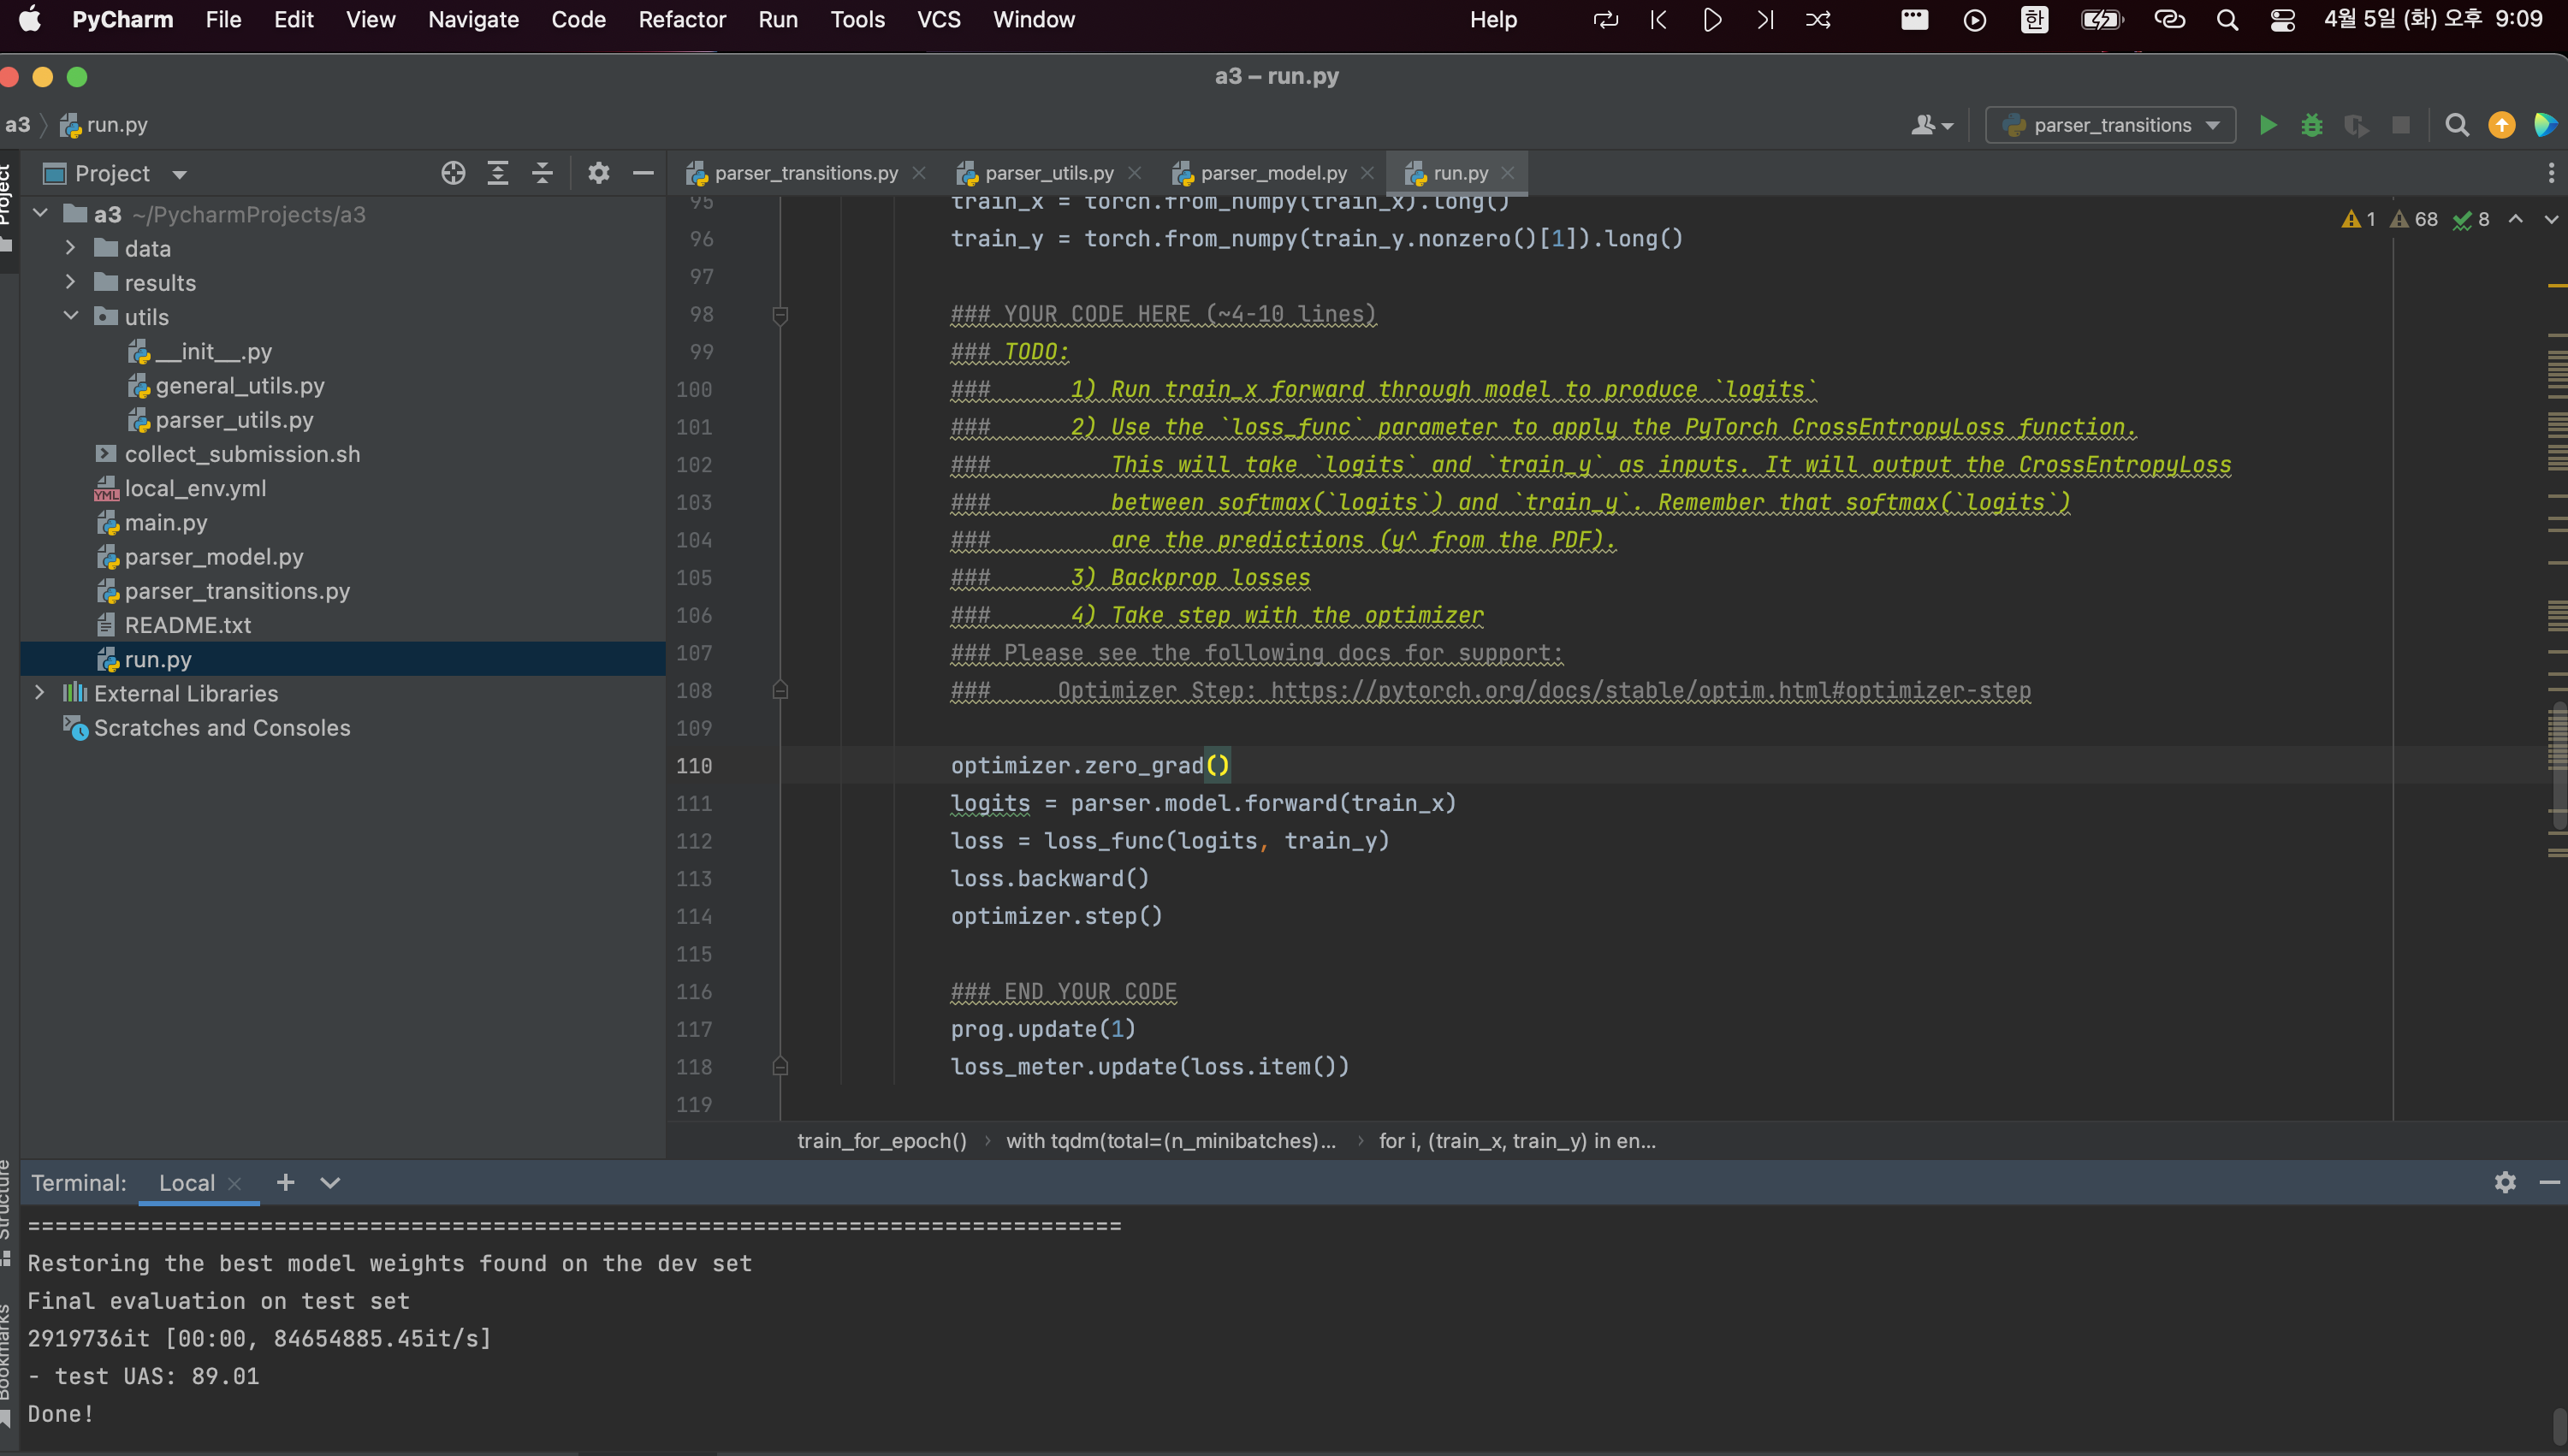 PyCharm File Edit View Navigate Code Refactor Run Tools VCS Window Help 한 4월 5일 (화) 오후 9:09
a3 – run.py
a3 run.py parser_transitions
Project
Project parser_transitions.py parser_utils.py parser_model.py run.py
a3 ~/PycharmProjects/a3
data
results
utils
__init__.py
general_utils.py
parser_utils.py
collect_submission.sh
local_env.yml
main.py
parser_model.py
parser_transitions.py
README.txt
run.py
External Libraries
Scratches and Consoles
1 68 8
95 train_x = torch.from_numpy(train_x).long()
96 train_y = torch.from_numpy(train_y.nonzero()[1]).long()
97
98 ### YOUR CODE HERE (~4-10 lines)
99 ### TODO:
100 ###      1) Run train_x forward through model to produce `logits`
101 ###      2) Use the `loss_func` parameter to apply the PyTorch CrossEntropyLoss function.
102 ###         This will take `logits` and `train_y` as inputs. It will output the CrossEntropyLoss
103 ###         between softmax(`logits`) and `train_y`. Remember that softmax(`logits`)
104 ###         are the predictions (y^ from the PDF).
105 ###      3) Backprop losses
106 ###      4) Take step with the optimizer
107 ### Please see the following docs for support:
108 ###     Optimizer Step: https://pytorch.org/docs/stable/optim.html#optimizer-step
109
110 optimizer.zero_grad()
111 logits = parser.model.forward(train_x)
112 loss = loss_func(logits, train_y)
113 loss.backward()
114 optimizer.step()
115
116 ### END YOUR CODE
117 prog.update(1)
118 loss_meter.update(loss.item())
119
train_for_epoch() › with tqdm(total=(n_minibatches)... › for i, (train_x, train_y) in en...
Structure
Bookmarks
Terminal: Local
================================================================================
Restoring the best model weights found on the dev set
Final evaluation on test set
2919736it [00:00, 84654885.45it/s]
- test UAS: 89.01
Done!